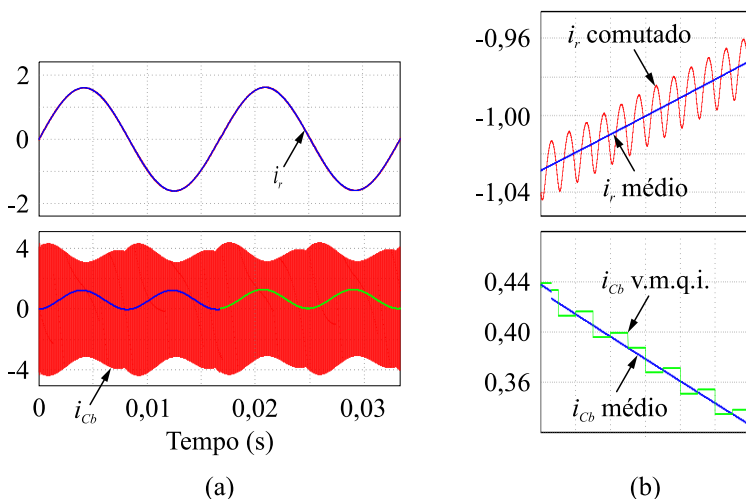 2
0
-2
i_r
4
0
-4
i_Cb
0
0,01
0,02
0,03
Tempo (s)
(a)
-0,96
-1,00
-1,04
i_r comutado
i_r médio
0,44
0,40
0,36
i_Cb v.m.q.i.
i_Cb médio
(b)